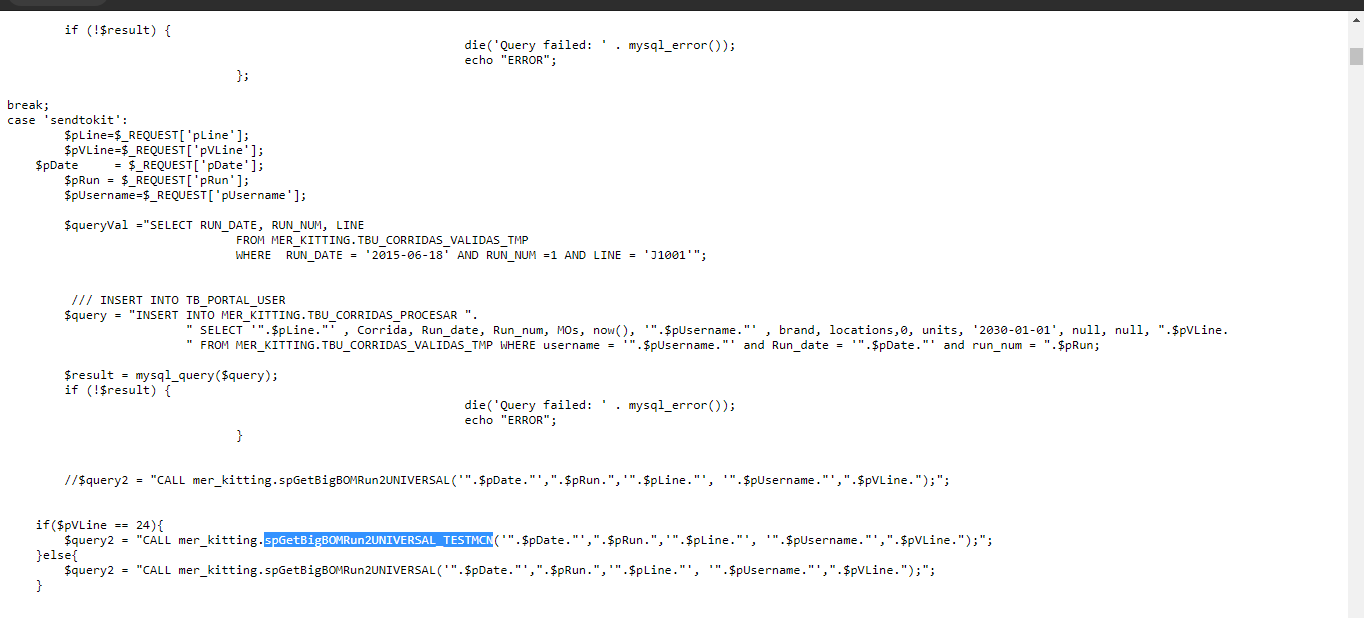 if (!$result) {
die('Query failed: ' . mysql_error());
echo "ERROR";
};
break;
case 'sendtokit':
$pLine=$_REQUEST['pLine'];
$pVLine=$_REQUEST['pVLine'];
$pDate     = $_REQUEST['pDate'];
$pRun = $_REQUEST['pRun'];
$pUsername=$_REQUEST['pUsername'];
$queryVal ="SELECT RUN_DATE, RUN_NUM, LINE
FROM MER_KITTING.TBU_CORRIDAS_VALIDAS_TMP
WHERE  RUN_DATE = '2015-06-18' AND RUN_NUM =1 AND LINE = 'J1001'";
/// INSERT INTO TB_PORTAL_USER
$query = "INSERT INTO MER_KITTING.TBU_CORRIDAS_PROCESAR ".
" SELECT '".$pLine."' , Corrida, Run_date, Run_num, MOs, now(), '".$pUsername."' , brand, locations,0, units, '2030-01-01', null, null, ".$pVLine.
" FROM MER_KITTING.TBU_CORRIDAS_VALIDAS_TMP WHERE username = '".$pUsername."' and Run_date = '".$pDate."' and run_num = ".$pRun;
$result = mysql_query($query);
if (!$result) {
die('Query failed: ' . mysql_error());
echo "ERROR";
}
//$query2 = "CALL mer_kitting.spGetBigBOMRun2UNIVERSAL('".$pDate."',".$pRun.",'".$pLine."', '".$pUsername."',".$pVLine.");";
if($pVLine == 24){
$query2 = "CALL mer_kitting.spGetBigBOMRun2UNIVERSAL_TESTMCN('".$pDate."',".$pRun.",'".$pLine."', '".$pUsername."',".$pVLine.");";
}else{
$query2 = "CALL mer_kitting.spGetBigBOMRun2UNIVERSAL('".$pDate."',".$pRun.",'".$pLine."', '".$pUsername."',".$pVLine.");";
}